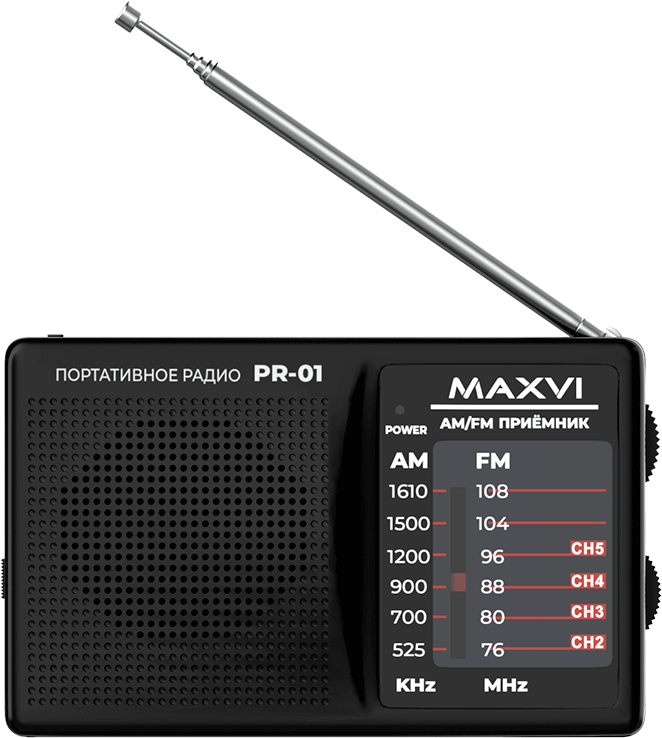 ПОРТАТИВНОЕ РАДИО PR-01
MAXVI
AM/FM ПРИЁМНИК
POWER
AM FM
1610 108
1500 104
1200 96 CH5
900 88 CH4
700 80 CH3
525 76 CH2
KHz MHz